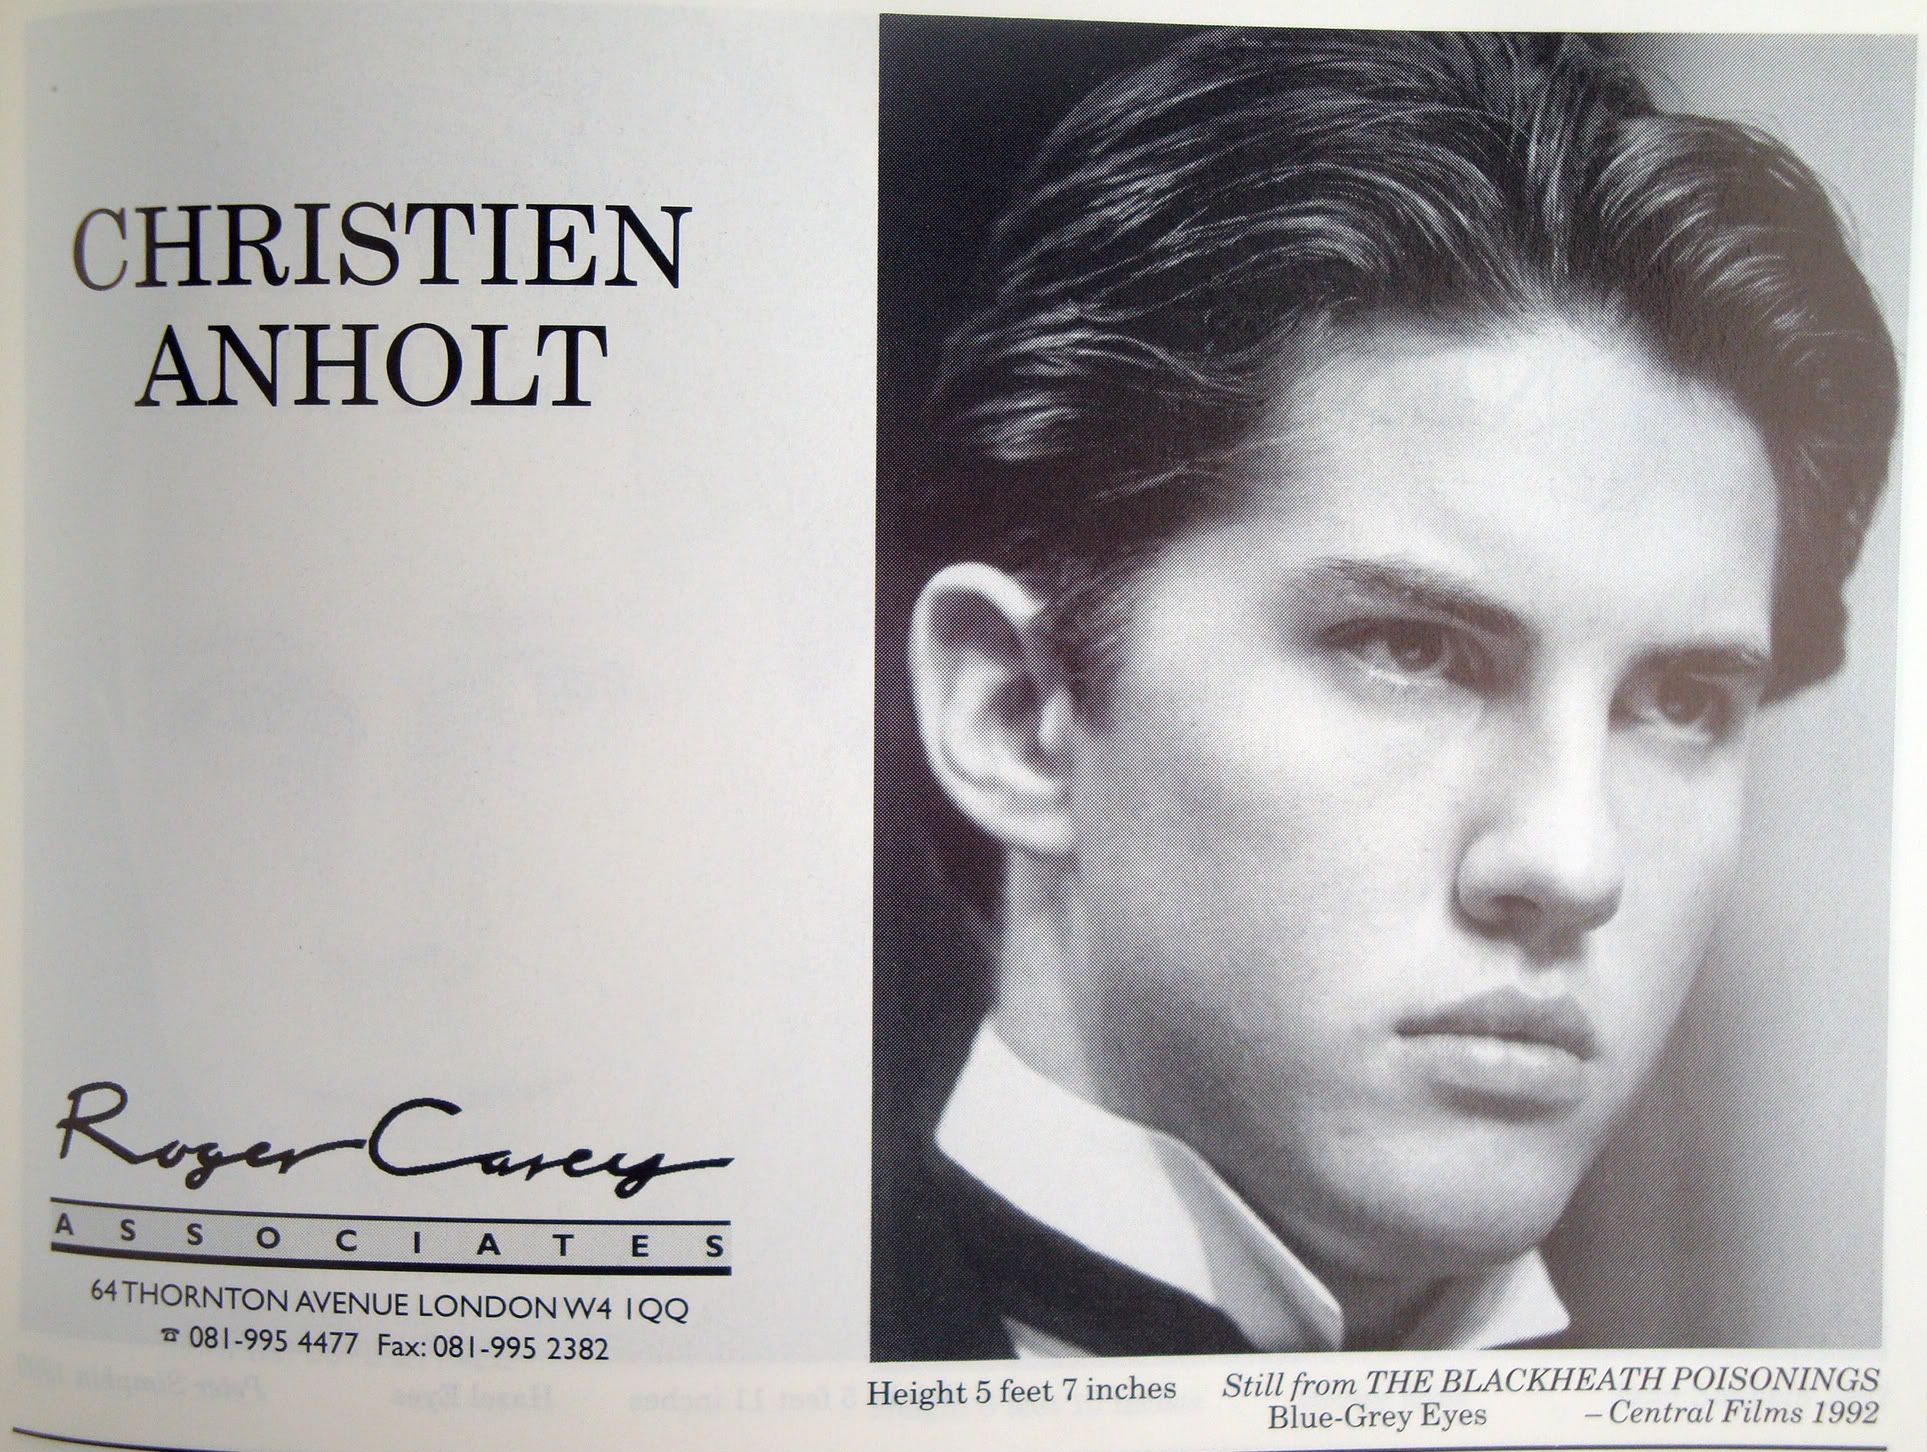 CHRISTIEN
ANHOLT
Roger Carey
ASSOCIATES
64 THORNTON AVENUE LONDON W4 1QQ
☎ 081-995 4477 Fax: 081-995 2382
Height 5 feet 7 inches Still from THE BLACKHEATH POISONINGS
Blue-Grey Eyes – Central Films 1992